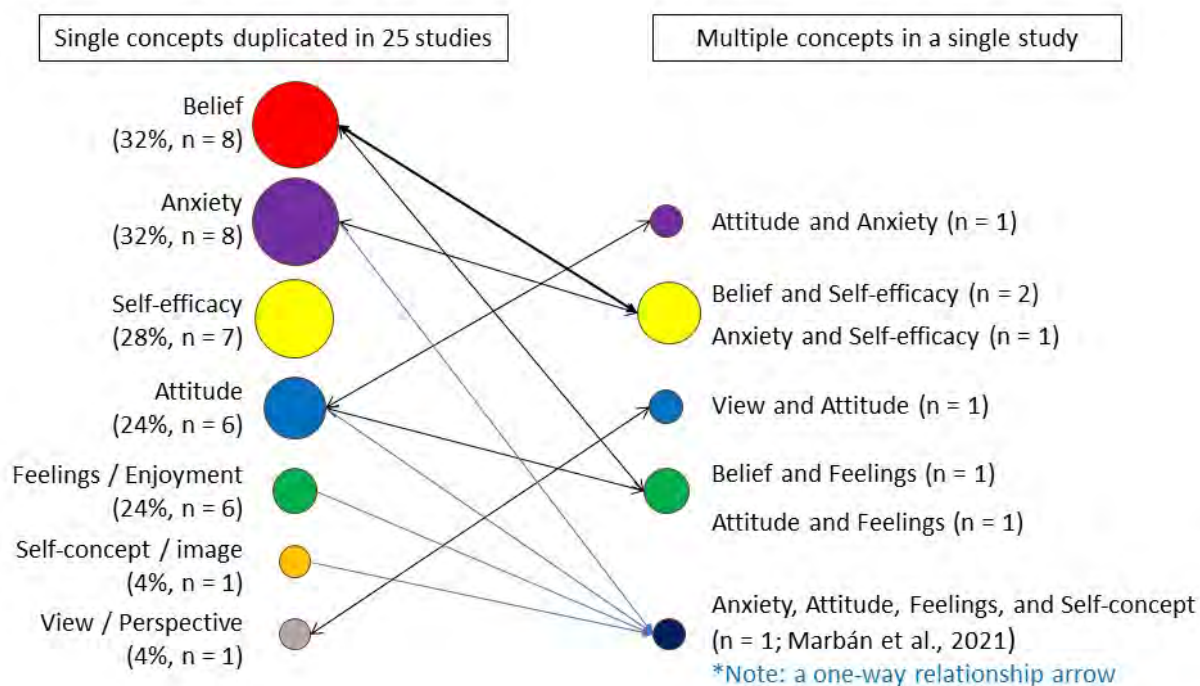 Single concepts duplicated in 25 studies
Belief
(32%, n = 8)
Anxiety
(32%, n = 8)
Self-efficacy
(28%, n = 7)
Attitude
(24%, n = 6)
Feelings / Enjoyment
(24%, n = 6)
Self-concept / image
(4%, n = 1)
View / Perspective
(4%, n = 1)
Multiple concepts in a single study
Attitude and Anxiety (n = 1)
Belief and Self-efficacy (n = 2)
Anxiety and Self-efficacy (n = 1)
View and Attitude (n = 1)
Belief and Feelings (n = 1)
Attitude and Feelings (n = 1)
Anxiety, Attitude, Feelings, and Self-concept
(n = 1; Marbán et al., 2021)
*Note: a one-way relationship arrow